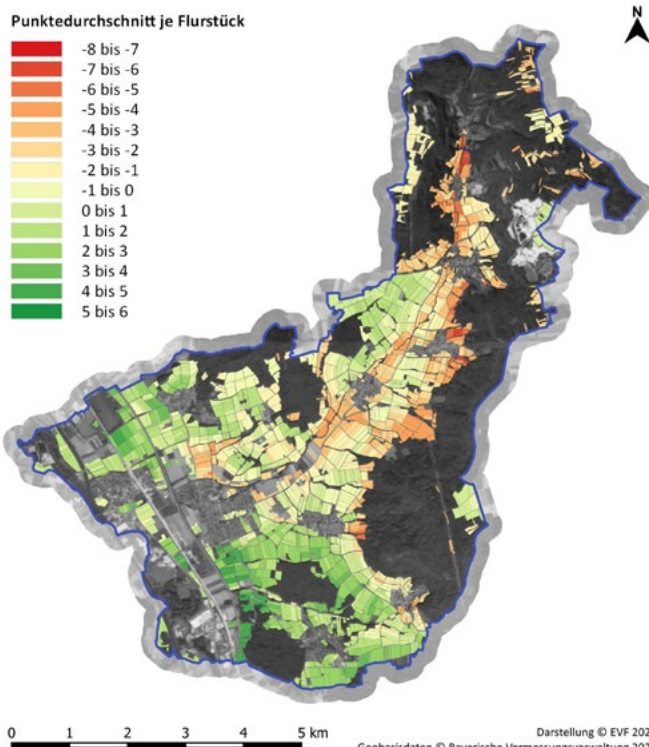 Punktedurchschnitt je Flurstück
N
-8 bis -7
-7 bis -6
-6 bis -5
-5 bis -4
-4 bis -3
-3 bis -2
-2 bis -1
-1 bis 0
0 bis 1
1 bis 2
2 bis 3
3 bis 4
4 bis 5
5 bis 6
0 1 2 3 4 5 km
Darstellung © EVF
Geobasisdaten © Bayerische Vermessungsverwaltung